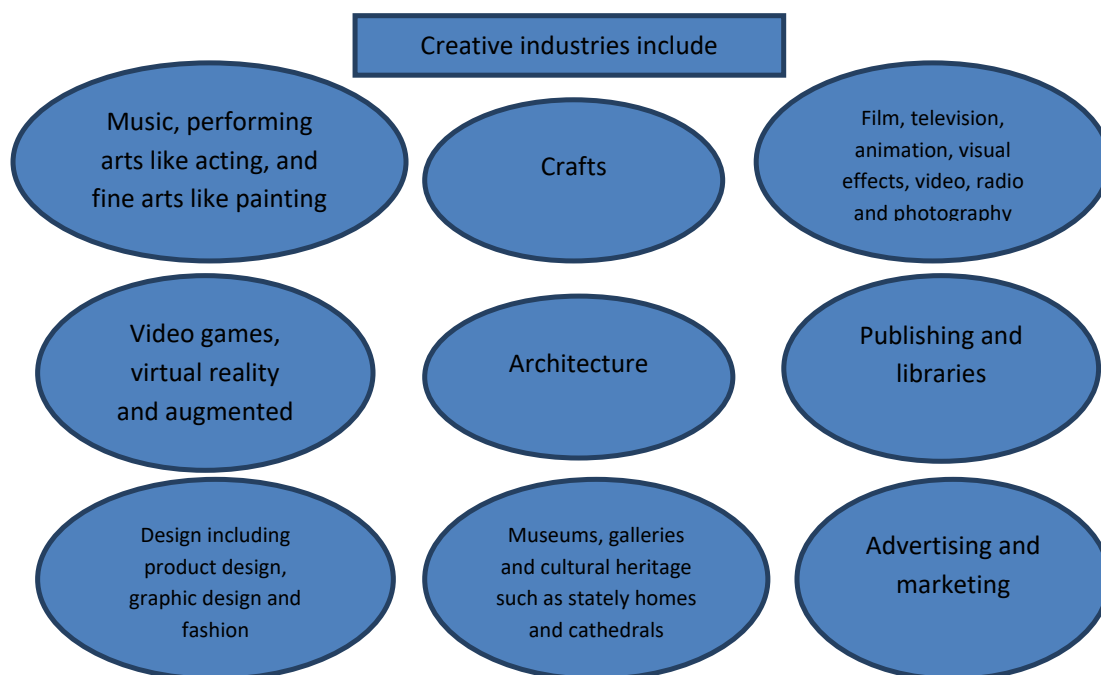 Creative industries include
Music, performing
arts like acting, and
fine arts like painting
Crafts
Film, television,
animation, visual
effects, video, radio
and photography
Video games,
virtual reality
and augmented
Architecture
Publishing and
libraries
Design including
product design,
graphic design and
fashion
Museums, galleries
and cultural heritage
such as stately homes
and cathedrals
Advertising and
marketing